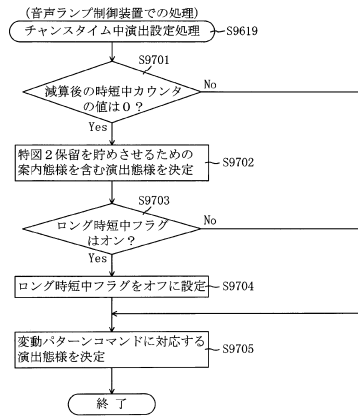 (音声ランプ制御装置での処理)
チャンスタイム中演出設定処理
S9619
S9701
減算後の時短中カウンタ
の値は0?
No
Yes
特図2保留を貯めさせるための
案内態様を含む演出態様を決定
S9702
S9703
ロング時短中フラグ
はオン?
No
Yes
ロング時短中フラグをオフに設定
S9704
変動パターンコマンドに対応する
演出態様を決定
S9705
終了